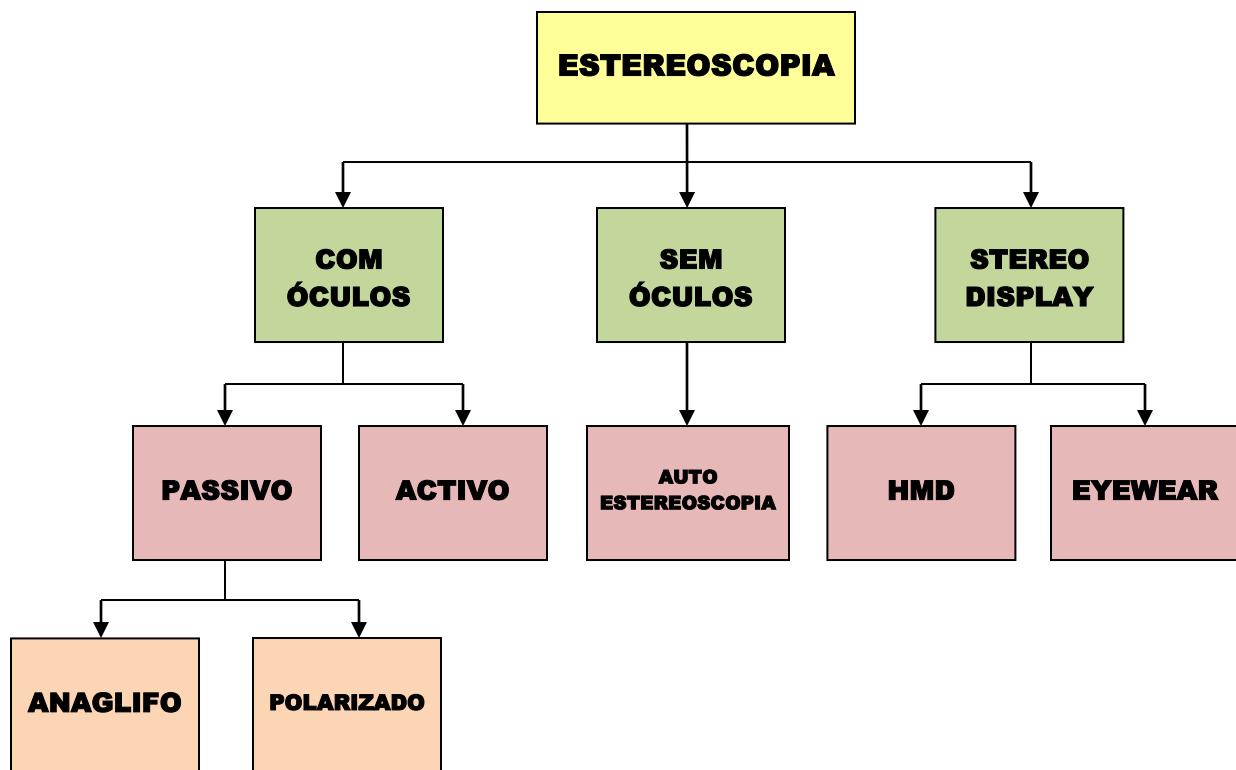 ESTEREOSCOPIA
COM
ÓCULOS
SEM
ÓCULOS
STEREO
DISPLAY
PASSIVO
ACTIVO
AUTO
ESTEREOSCOPIA
HMD
EYEWEAR
ANAGLIFO
POLARIZADO